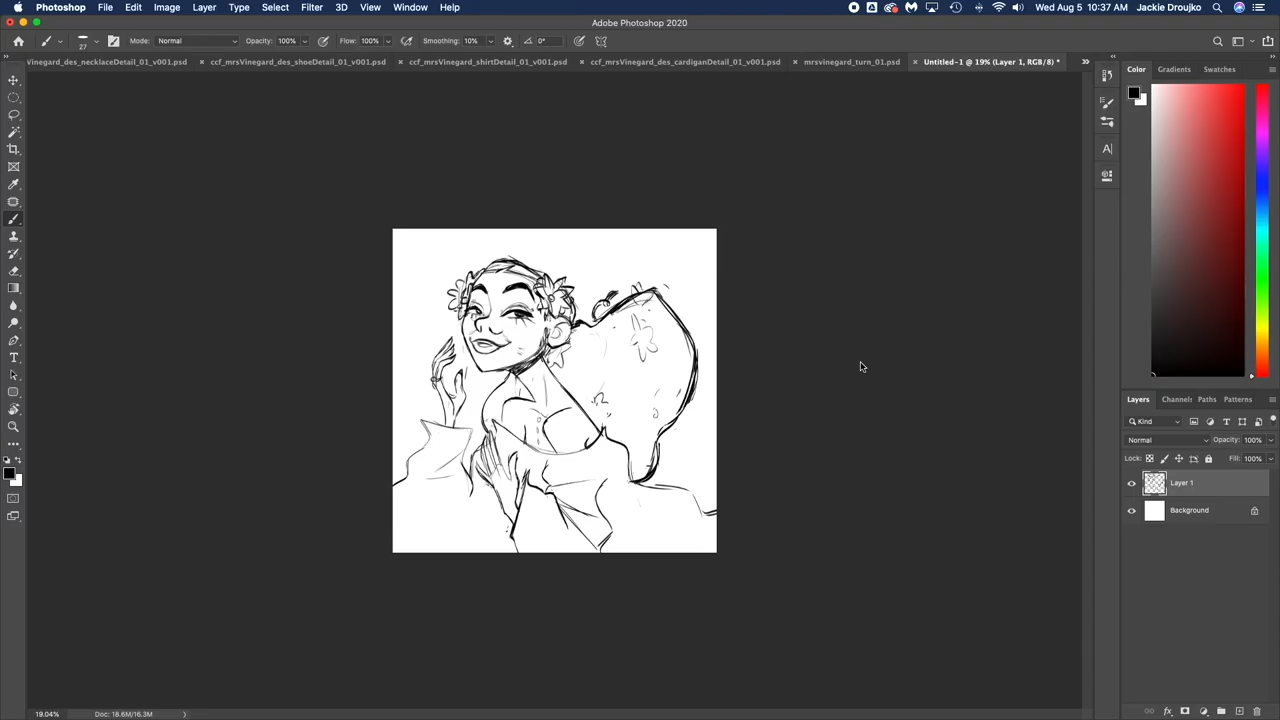 Photoshop File Edit Image Layer Type Select Filter 3D View Window Help Wed Aug 5 10:37 AM Jackie Droujko
Adobe Photoshop 2020
27 Mode: Normal Opacity: 100% Flow: 100% Smoothing: 10% 0°
Vinegard_des_necklaceDetail_01_v001.psd × ccf_mrsVinegard_des_shoeDetail_01_v001.psd × ccf_mrsVinegard_shirtDetail_01_v001.psd × ccf_mrsVinegard_des_cardiganDetail_01_v001.psd × mrsvinegard_turn_01.psd × Untitled-1 @ 19% (Layer 1, RGB/8) * »
Color Gradients Swatches
Layers Channels Paths Patterns
Kind
Normal Opacity: 100%
Lock: Fill: 100%
Layer 1
Background
19.04% Doc: 18.6M/16.3M